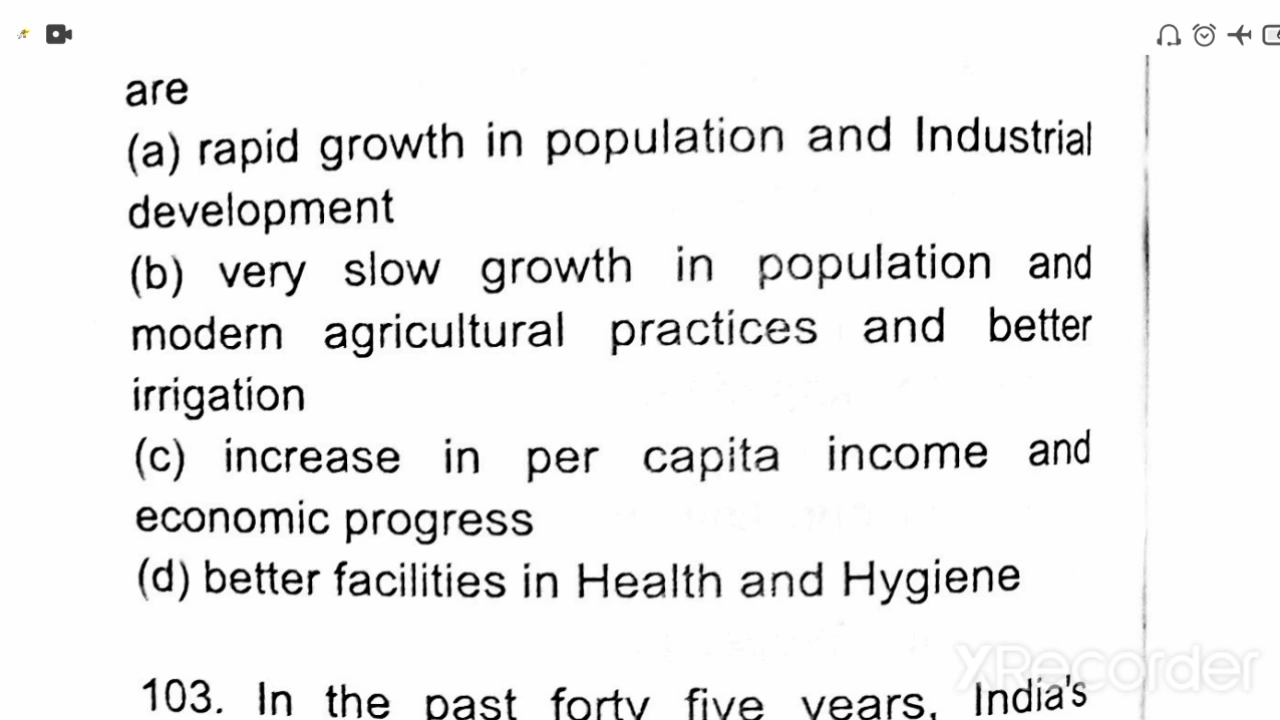 are
(a) rapid growth in population and Industrial
development
(b) very slow growth in population and
modern agricultural practices and better
irrigation
(c) increase in per capita income and
economic progress
(d) better facilities in Health and Hygiene
103. In the past forty five years, India's
XRecorder